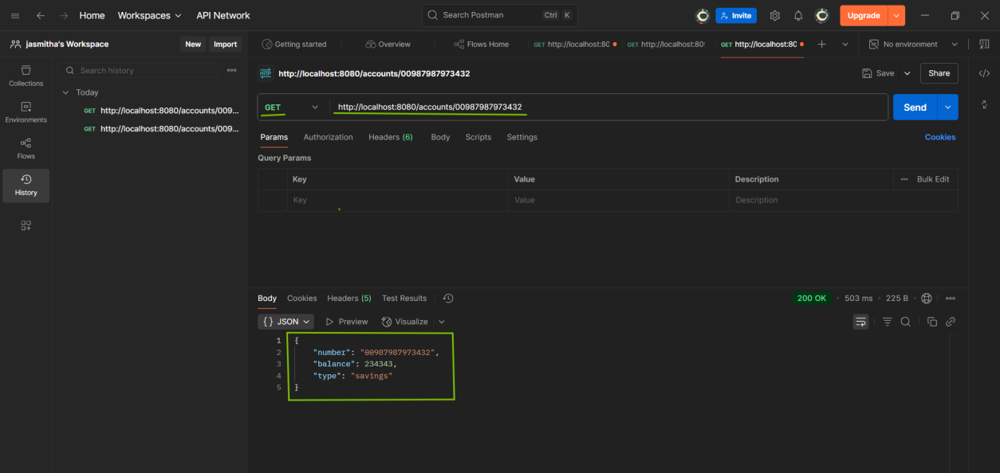 Home Workspaces API Network Search Postman Ctrl K Invite Upgrade
jasmitha's Workspace New Import Getting started Overview Flows Home GET http://localhost:80 GET http://localhost:809 GET http://localhost:80 No environment
Collections
Environments
Flows
History
Search history
Today
GET http://localhost:8080/accounts/009...
GET http://localhost:8080/accounts/009...
HTTP http://localhost:8080/accounts/00987987973432 Save Share
GET http://localhost:8080/accounts/00987987973432 Send
Params Authorization Headers (6) Body Scripts Settings Cookies
Query Params
Key Value Description Bulk Edit
Key Value Description
Body Cookies Headers (5) Test Results 200 OK 503 ms 225 B
{} JSON Preview Visualize
1 {
2 "number": "00987987973432",
3 "balance": 234343,
4 "type": "savings"
5 }